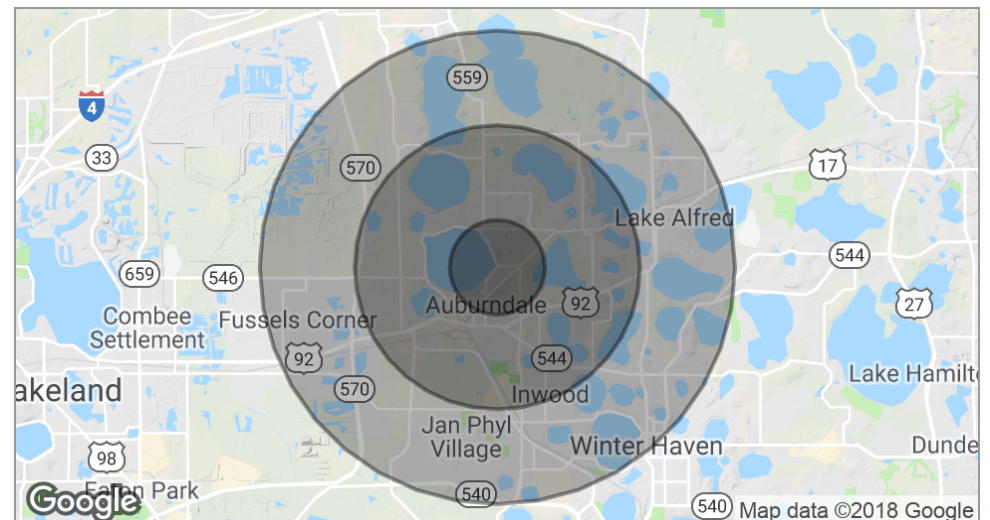 559
4
33
17
570
Lake Alfred
544
659
546
27
Auburndale
92
Combee
Settlement
Fussels Corner
92
544
Lake Hamilt
570
akeland
Inwood
Jan Phyl
Village
Winter Haven
Dunde
98
Eaton Park
540
Google
540
Map data ©2018 Google